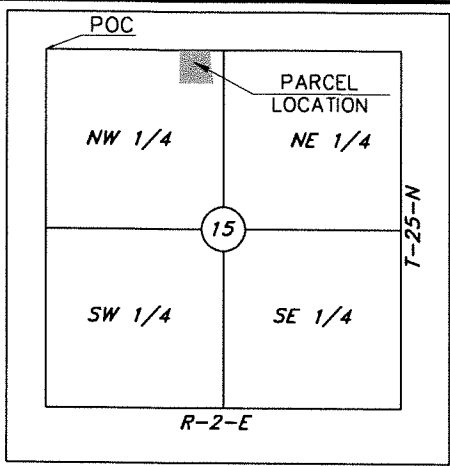 POC
PARCEL
LOCATION
NW 1/4
NE 1/4
15
T-25-N
SW 1/4
SE 1/4
R-2-E